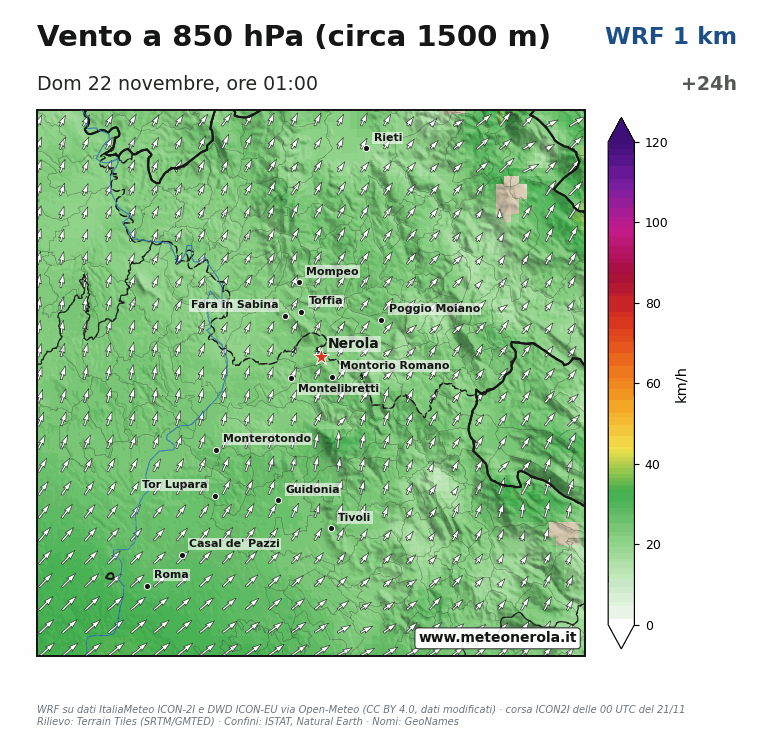 Vento a 850 hPa (circa 1500 m)
WRF 1 km
Dom 22 novembre, ore 01:00
+24h
Rieti
120
100
Mompeo
Fara in Sabina
Toffia
Poggio Moiano
80
Nerola
Montorio Romano
Montelibretti
60
km/h
Monterotondo
40
Tor Lupara
Guidonia
Tivoli
20
Casal de' Pazzi
Roma
0
www.meteonerola.it
WRF su dati ItaliaMeteo ICON-2I e DWD ICON-EU via Open-Meteo (CC BY 4.0, dati modificati) · corsa ICON2I delle 00 UTC del 21/11
Rilievo: Terrain Tiles (SRTM/GMTED) · Confini: ISTAT, Natural Earth · Nomi: GeoNames